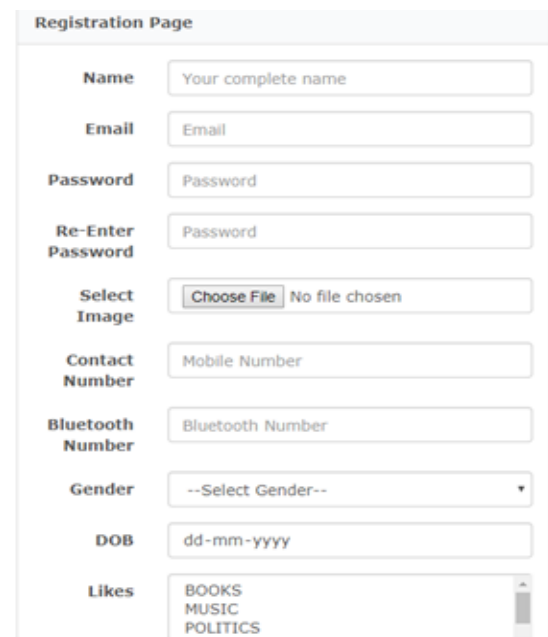 Registration Page
Name Your complete name
Email Email
Password Password
Re-Enter Password
Password
Select Choose File No file chosen
Image
Contact Mobile Number
Number
Bluetooth Bluetooth Number
Number
Gender --Select Gender--
DOB dd-mm-yyyy
Likes BOOKS
MUSIC
POLITICS